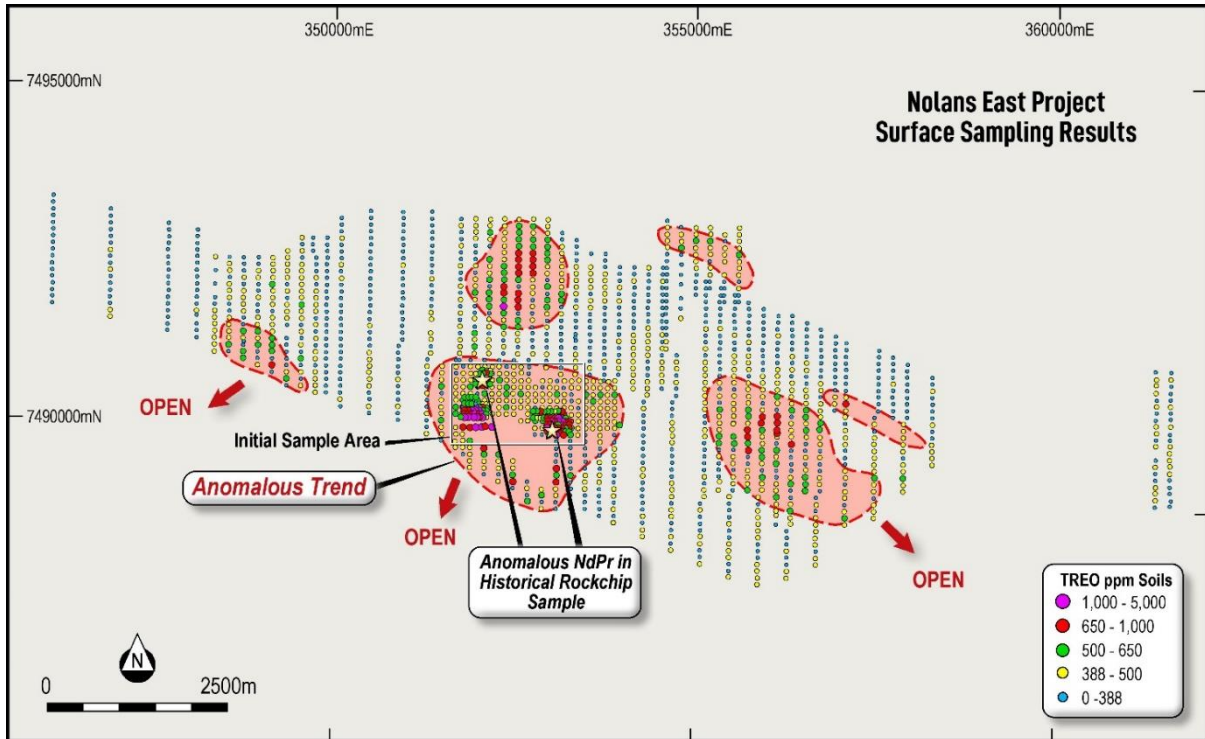 350000mE
355000mE
360000mE
7495000mN
Nolans East Project
Surface Sampling Results
7490000mN
OPEN
Initial Sample Area
Anomalous Trend
OPEN
Anomalous NdPr in
Historical Rockchip
Sample
OPEN
TREO ppm Soils
1,000 - 5,000
650 - 1,000
500 - 650
388 - 500
0 -388
N
0 2500m